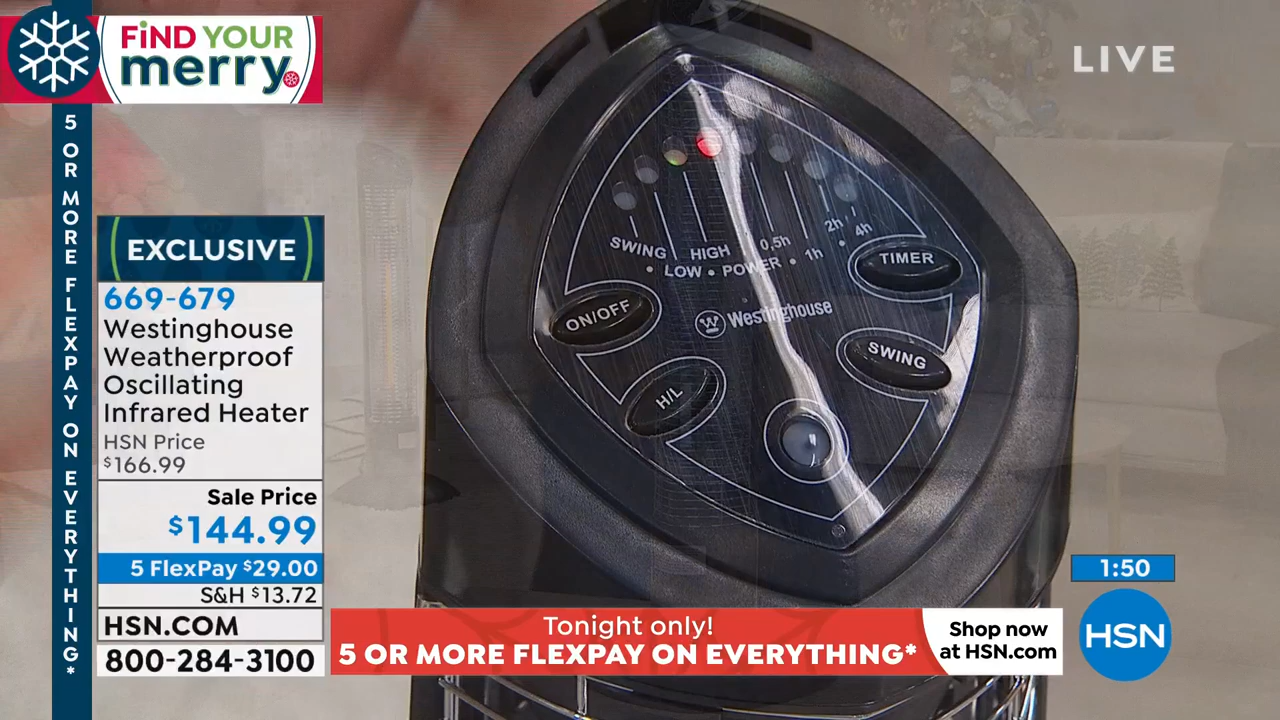 FiND YOUR
merry.
LIVE
5 OR MORE FLEXPAY ON EVERYTHING*
EXCLUSIVE
669-679
Westinghouse
Weatherproof
Oscillating
Infrared Heater
HSN Price
$166.99
Sale Price
$144.99
5 FlexPay $29.00
S&H $13.72
HSN.COM
800-284-3100
SWING HIGH 0,5h 2h
• LOW • POWER • 1h • 4h
TIMER
ON/OFF
W Westinghouse
SWING
H/L
1:50
Tonight only!
5 OR MORE FLEXPAY ON EVERYTHING*
Shop now
at HSN.com
HSN